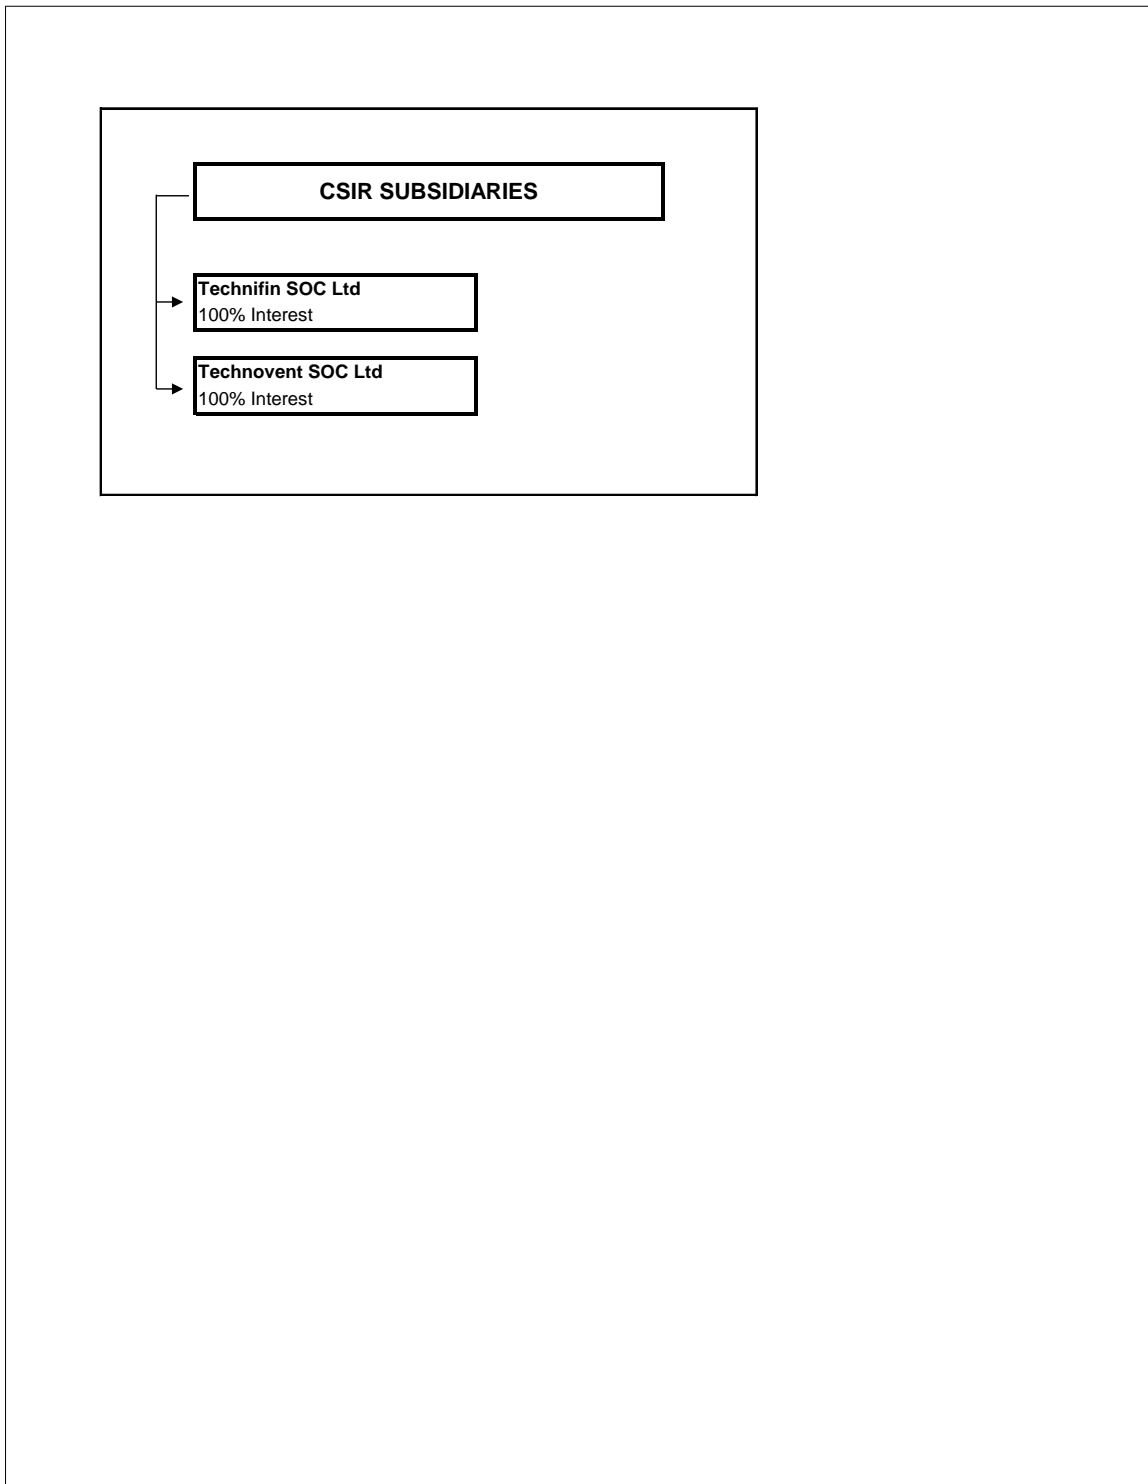 CSIR SUBSIDIARIES
Technifin SOC Ltd
100% Interest
Technovent SOC Ltd
100% Interest